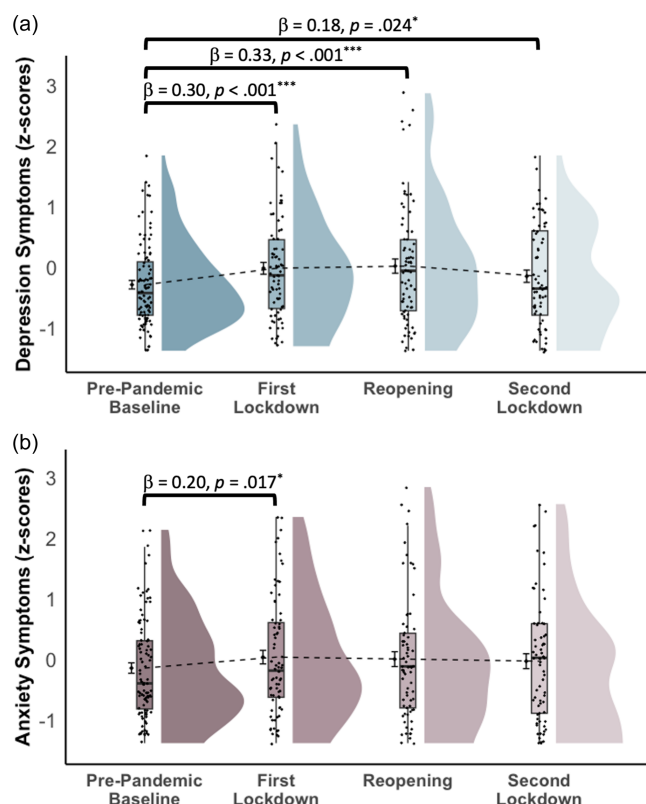 (a)
β = 0.18, p = .024*
β = 0.33, p < .001***
β = 0.30, p < .001***
Depression Symptoms (z-scores)
3
2
1
0
-1
Pre-Pandemic Baseline
First Lockdown
Reopening
Second Lockdown
(b)
β = 0.20, p = .017*
Anxiety Symptoms (z-scores)
3
2
1
0
-1
Pre-Pandemic Baseline
First Lockdown
Reopening
Second Lockdown